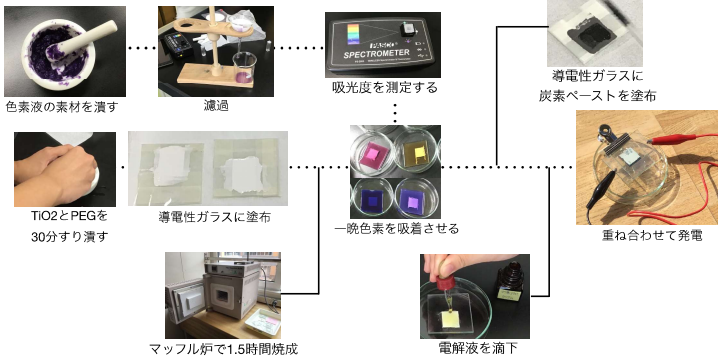 色素液の素材を潰す
濾過
PASCO
SPECTROMETER
吸光度を測定する
導電性ガラスに
炭素ペーストを塗布
TiO2とPEGを
30分すり潰す
導電性ガラスに塗布
一晩色素を吸着させる
重ね合わせて発電
マッフル炉で1.5時間焼成
電解液を滴下